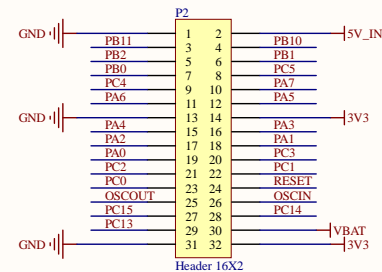 P2
GND 1 2 5V_IN
PB11 3 4 PB10
PB2 5 6 PB1
PB0 7 8 PC5
PC4 9 10 PA7
PA6 11 12 PA5
GND 13 14 3V3
PA4 15 16 PA3
PA2 17 18 PA1
PA0 19 20 PC3
PC2 21 22 PC1
PC0 23 24 RESET
OSCOUT 25 26 OSCIN
PC15 27 28 PC14
PC13 29 30 VBAT
GND 31 32 3V3
Header 16X2